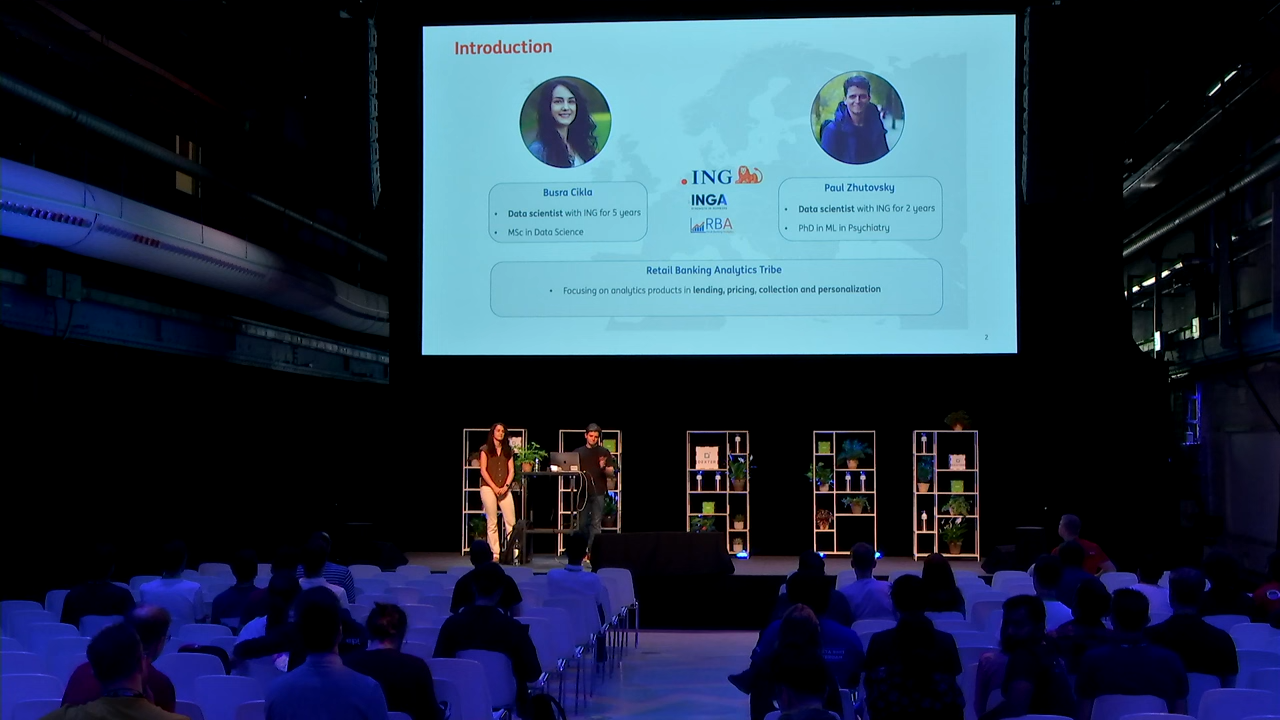 Introduction
Busra Cikla
• Data scientist with ING for 5 years
• MSc in Data Science
ING
INGA
RBA
Paul Zhutovsky
• Data scientist with ING for 2 years
• PhD in ML in Psychiatry
Retail Banking Analytics Tribe
• Focusing on analytics products in lending, pricing, collection and personalization
2